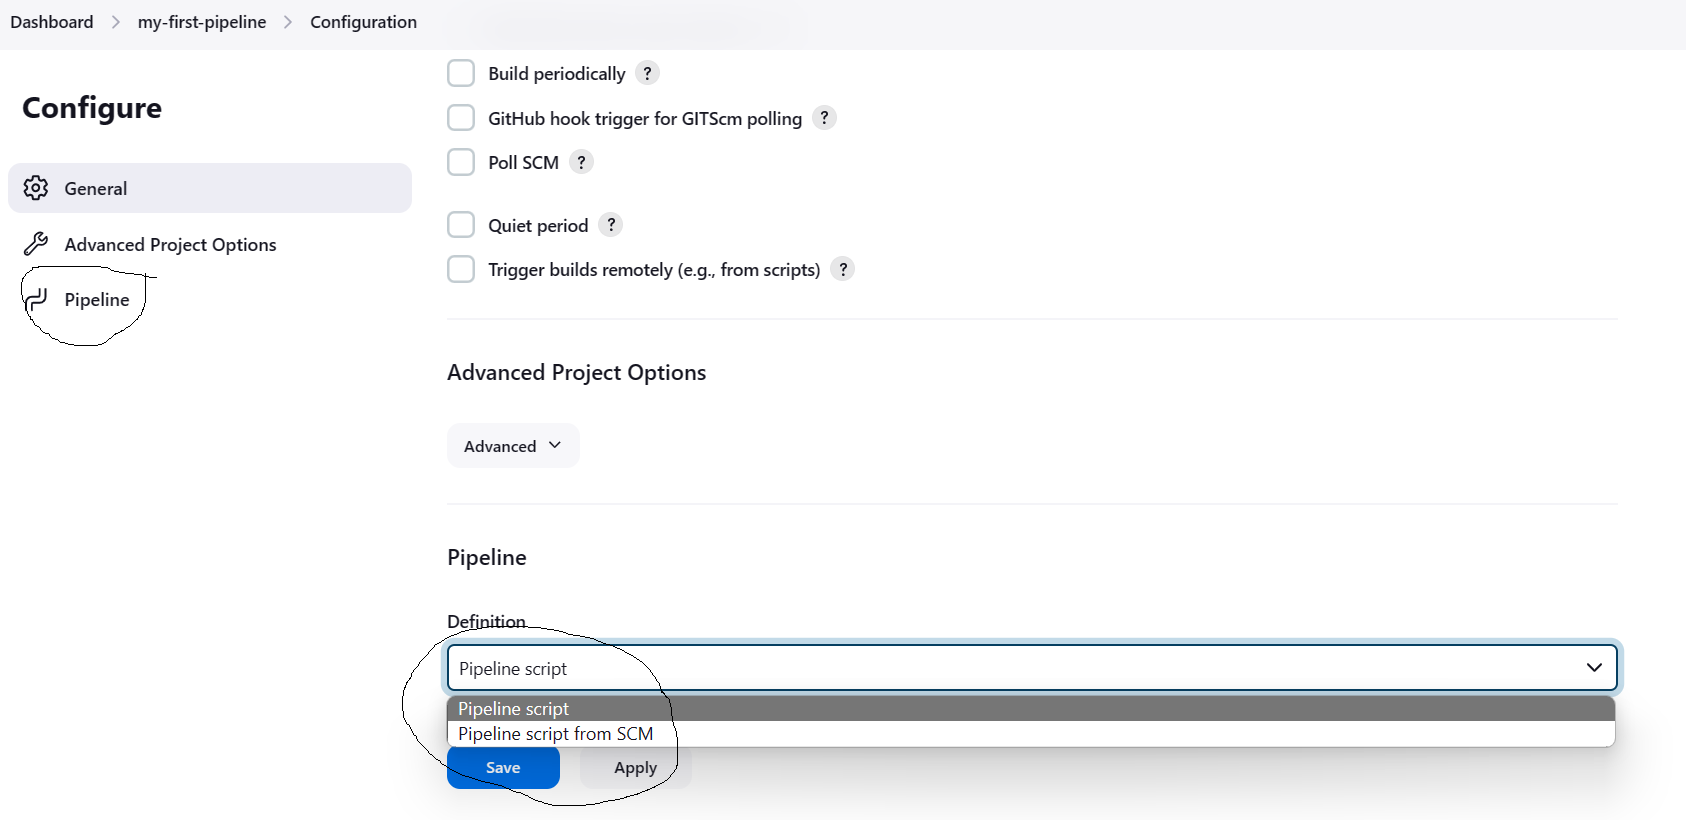 Dashboard > my-first-pipeline > Configuration
Configure
General
Advanced Project Options
Pipeline
Build periodically ?
GitHub hook trigger for GITScm polling ?
Poll SCM ?
Quiet period ?
Trigger builds remotely (e.g., from scripts) ?
Advanced Project Options
Advanced
Pipeline
Definition
Pipeline script
Pipeline script
Pipeline script from SCM
Save
Apply